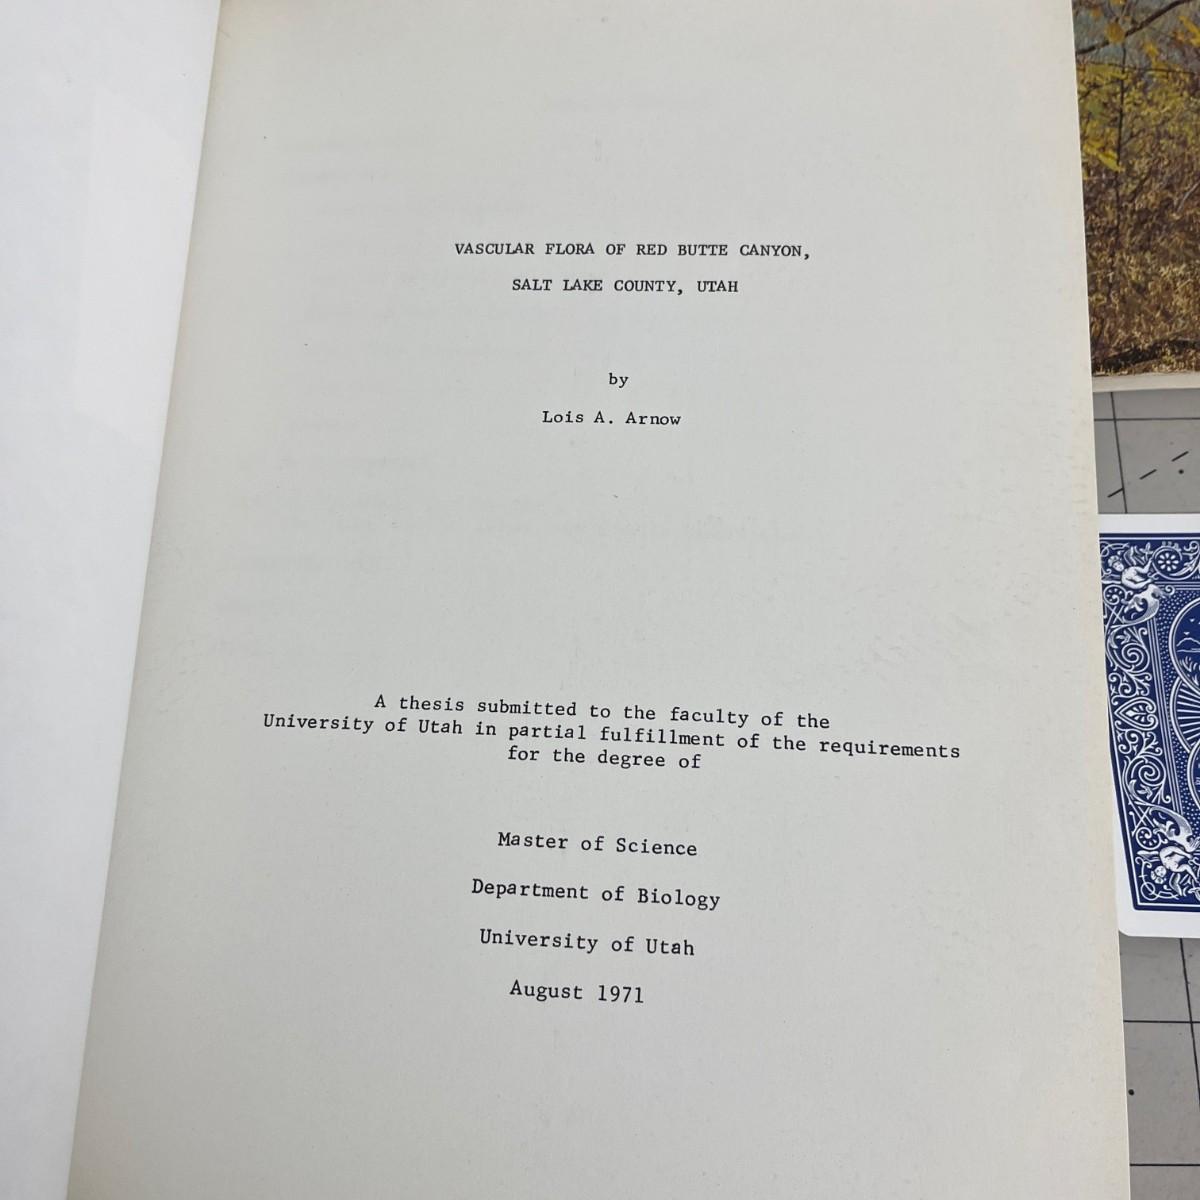 VASCULAR FLORA OF RED BUTTE CANYON,
SALT LAKE COUNTY, UTAH
by
Lois A. Arnow
A thesis submitted to the faculty of the
University of Utah in partial fulfillment of the requirements
for the degree of
Master of Science
Department of Biology
University of Utah
August 1971